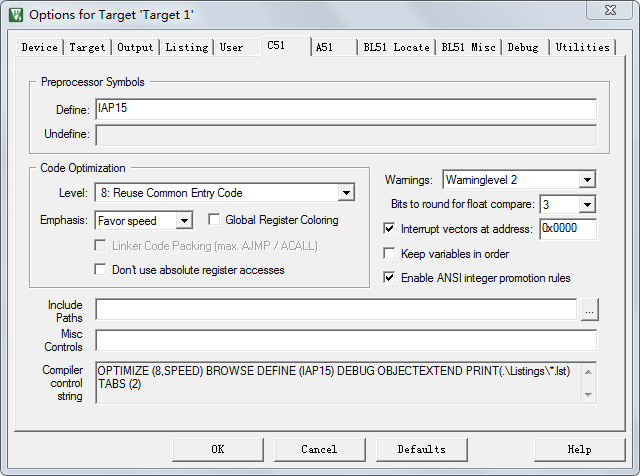 Options for Target 'Target 1'
Device Target Output Listing User C51 A51 BL51 Locate BL51 Misc Debug Utilities
Preprocessor Symbols
Define: IAP15
Undefine:
Code Optimization
Level: 8: Reuse Common Entry Code
Emphasis: Favor speed Global Register Coloring
Linker Code Packing (max. AJMP / ACALL)
Don't use absolute register accesses
Warnings: Warninglevel 2
Bits to round for float compare: 3
Interrupt vectors at address: 0x0000
Keep variables in order
Enable ANSI integer promotion rules
Include
Paths
...
Misc
Controls
Compiler
control
string
OPTIMIZE (8,SPEED) BROWSE DEFINE (IAP15) DEBUG OBJECTEXTEND PRINT(.\Listings\*.lst)
TABS (2)
OK Cancel Defaults Help